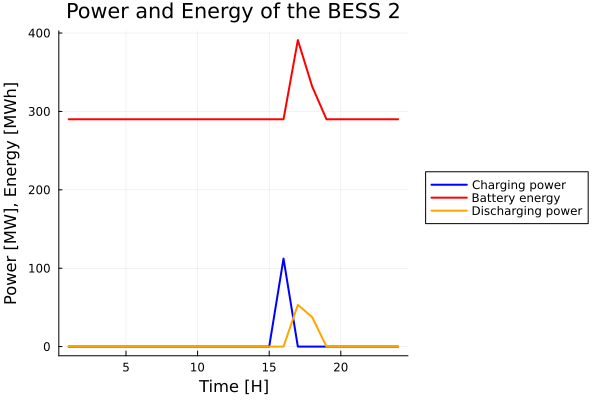 Power and Energy of the BESS 2
Power [MW], Energy [MWh]
400
300
200
100
0
5 10 15 20
Time [H]
Charging power
Battery energy
Discharging power